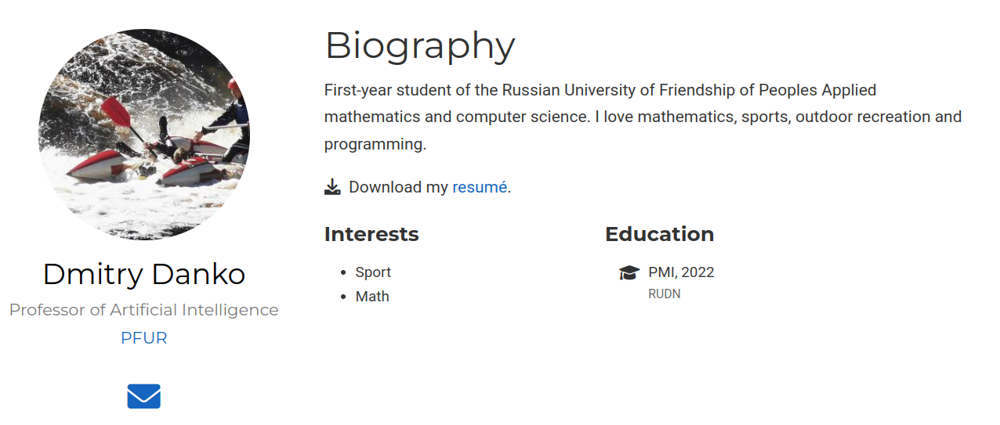 Biography
First-year student of the Russian University of Friendship of Peoples Applied
mathematics and computer science. I love mathematics, sports, outdoor recreation and
programming.
Download my resumé.
Interests
Sport
Math
Education
PMI, 2022
RUDN
Dmitry Danko
Professor of Artificial Intelligence
PFUR